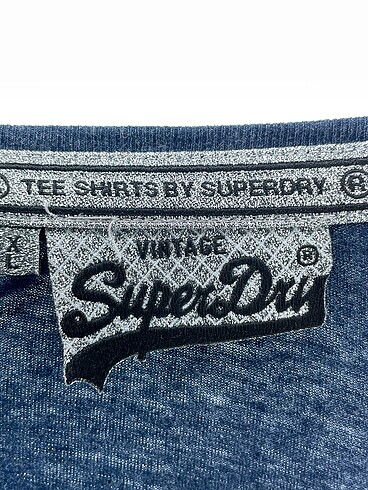 ® TEE SHIRTS BY SUPERDRY ®
XL
VINTAGE
SuperDry ®